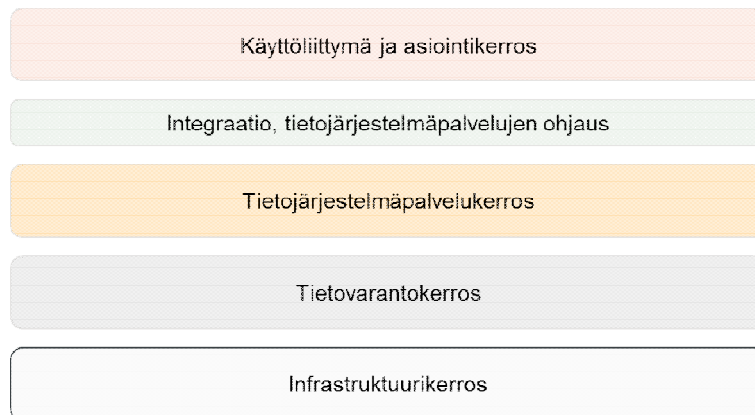 Käyttöliittymä ja asiointikerros
Integraatio, tietojärjestelmäpalvelujen ohjaus
Tietojärjestelmäpalvelukerros
Tietovarantokerros
Infrastruktuurikerros